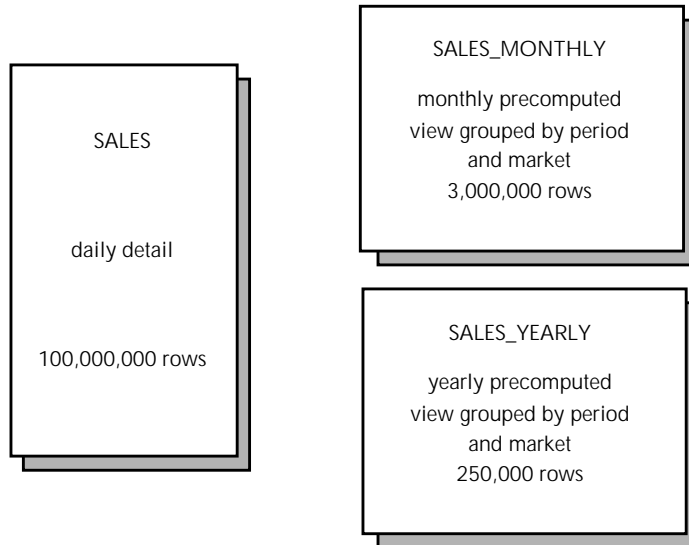 SALES
daily detail
100,000,000 rows
SALES_MONTHLY
monthly precomputed
view grouped by period
and market
3,000,000 rows
SALES_YEARLY
yearly precomputed
view grouped by period
and market
250,000 rows